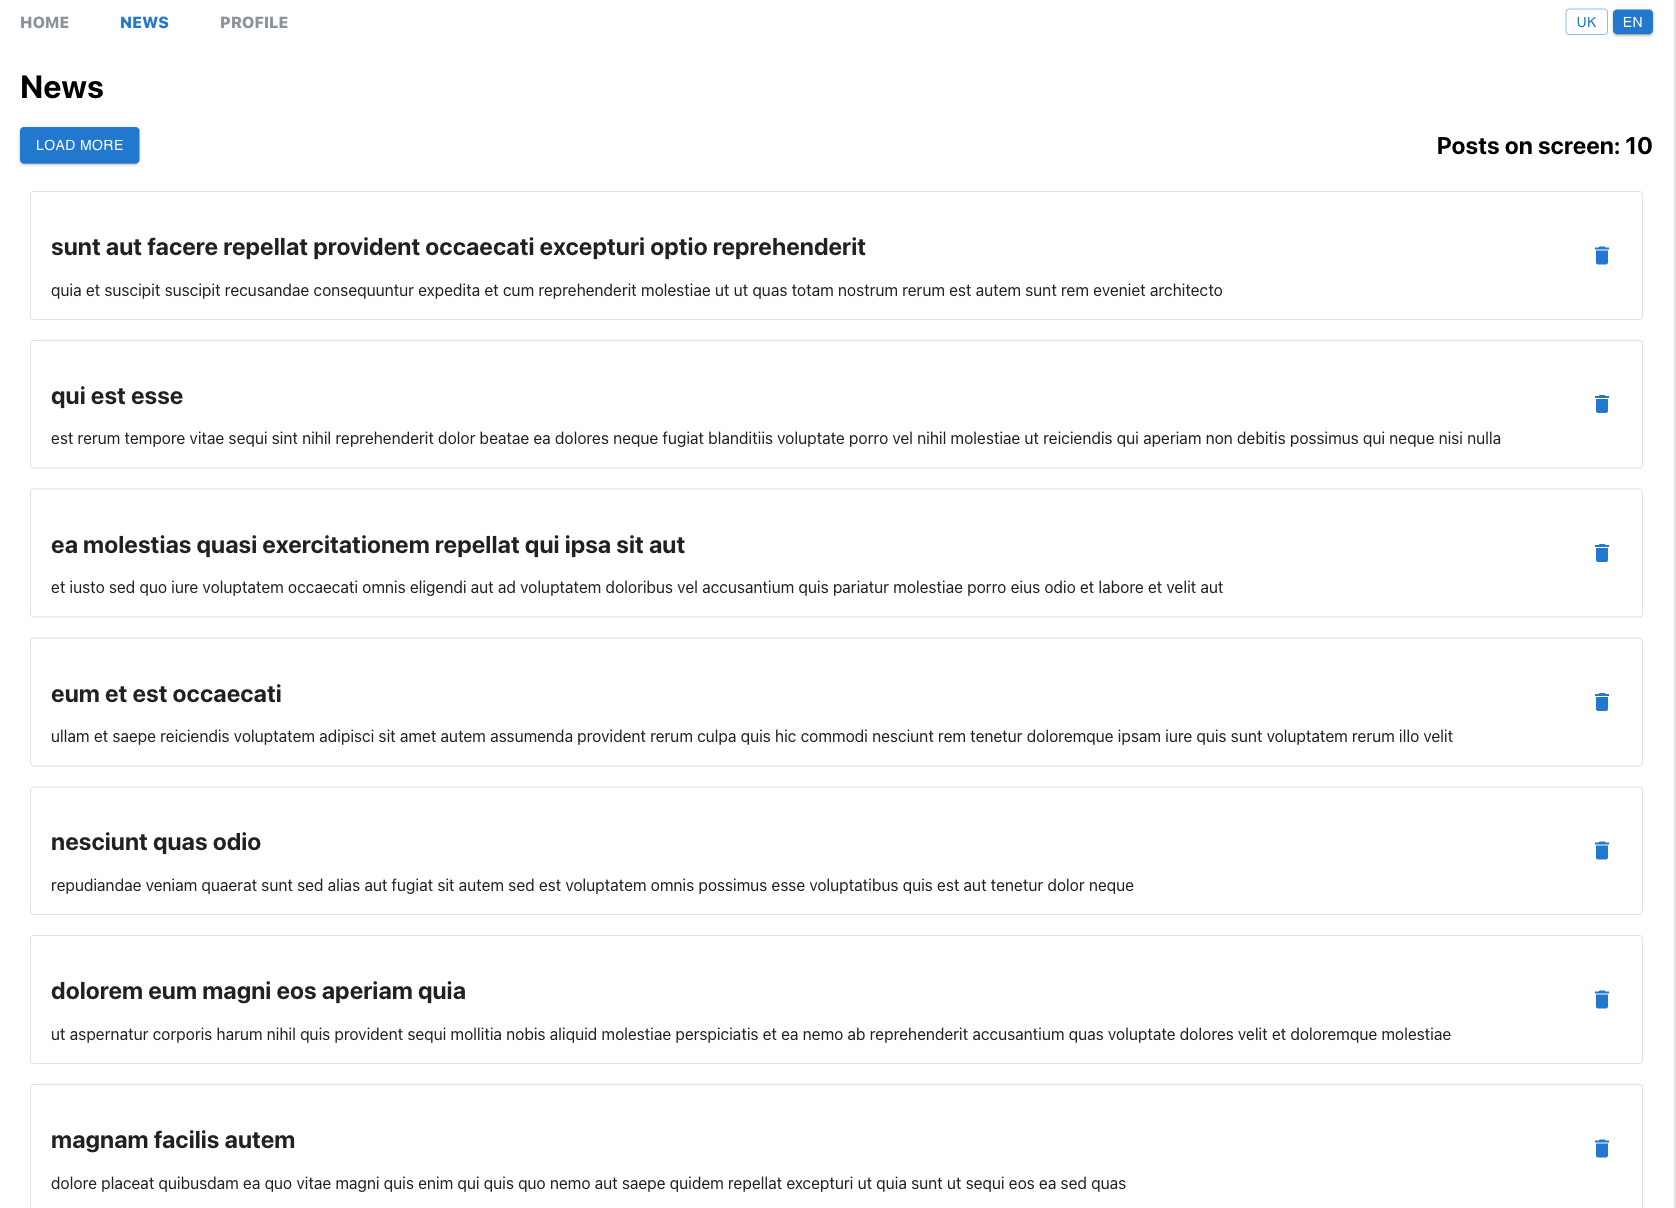 HOME NEWS PROFILE UK EN
News
LOAD MORE Posts on screen: 10
sunt aut facere repellat provident occaecati excepturi optio reprehenderit
quia et suscipit suscipit recusandae consequuntur expedita et cum reprehenderit molestiae ut ut quas totam nostrum rerum est autem sunt rem eveniet architecto
qui est esse
est rerum tempore vitae sequi sint nihil reprehenderit dolor beatae ea dolores neque fugiat blanditiis voluptate porro vel nihil molestiae ut reiciendis qui aperiam non debitis possimus qui neque nisi nulla
ea molestias quasi exercitationem repellat qui ipsa sit aut
et iusto sed quo iure voluptatem occaecati omnis eligendi aut ad voluptatem doloribus vel accusantium quis pariatur molestiae porro eius odio et labore et velit aut
eum et est occaecati
ullam et saepe reiciendis voluptatem adipisci sit amet autem assumenda provident rerum culpa quis hic commodi nesciunt rem tenetur doloremque ipsam iure quis sunt voluptatem rerum illo velit
nesciunt quas odio
repudiandae veniam quaerat sunt sed alias aut fugiat sit autem sed est voluptatem omnis possimus esse voluptatibus quis est aut tenetur dolor neque
dolorem eum magni eos aperiam quia
ut aspernatur corporis harum nihil quis provident sequi mollitia nobis aliquid molestiae perspiciatis et ea nemo ab reprehenderit accusantium quas voluptate dolores velit et doloremque molestiae
magnam facilis autem
dolore placeat quibusdam ea quo vitae magni quis enim qui quis quo nemo aut saepe quidem repellat excepturi ut quia sunt ut sequi eos ea sed quas